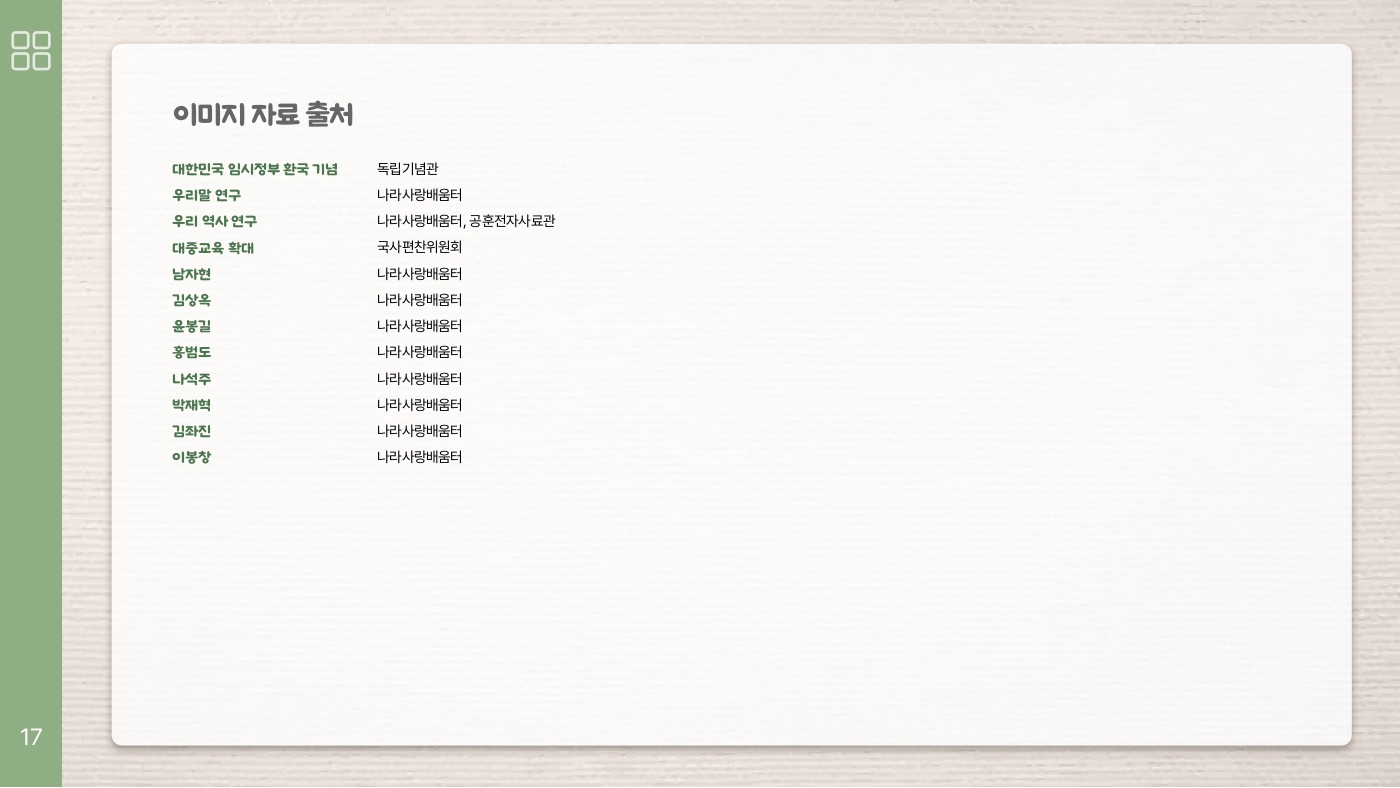 이미지 자료 출처
대한민국 임시정부 환국 기념 독립기념관
우리말 연구 나라사랑배움터
우리 역사 연구 나라사랑배움터, 공훈전자사료관
대중교육 확대 국사편찬위원회
남자현 나라사랑배움터
김상옥 나라사랑배움터
윤봉길 나라사랑배움터
홍범도 나라사랑배움터
나석주 나라사랑배움터
박재혁 나라사랑배움터
김좌진 나라사랑배움터
이봉창 나라사랑배움터
17